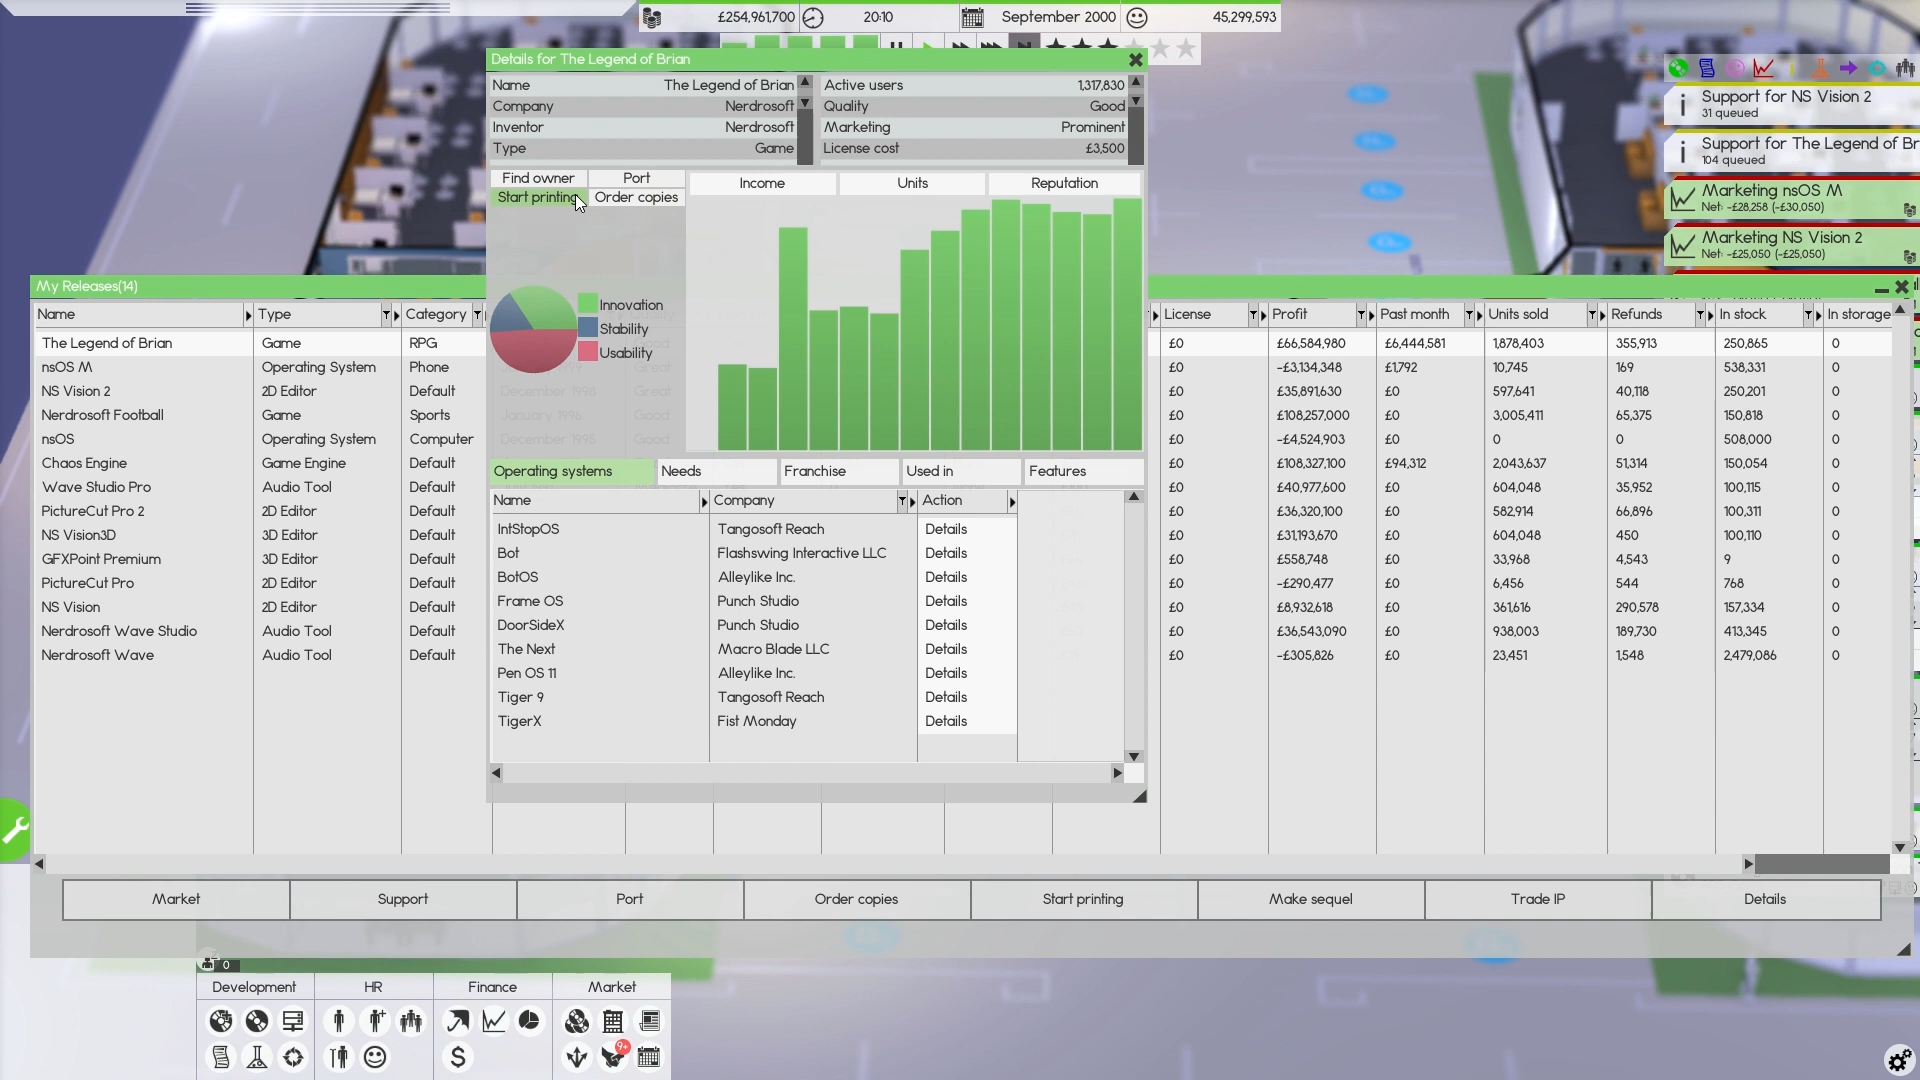 £254,961,700 20:10 September 2000 45,299,593
Details for The Legend of Brian
Name The Legend of Brian
Company Nerdrosoft
Inventor Nerdrosoft
Type Game
Active users 1,317,830
Quality Good
Marketing Prominent
License cost £3,500
Find owner Port
Start printing Order copies
Income Units Reputation
Innovation
Stability
Usability
Operating systems Needs Franchise Used in Features
Name Company Action
IntStopOS Tangosoft Reach Details
Bot Flashswing Interactive LLC Details
BotOS Alleylike Inc. Details
Frame OS Punch Studio Details
DoorSideX Punch Studio Details
The Next Macro Blade LLC Details
Pen OS 11 Alleylike Inc. Details
Tiger 9 Tangosoft Reach Details
TigerX Fist Monday Details
Support for NS Vision 2
31 queued
Support for The Legend of Br
104 queued
Marketing nsOS M
Net: -£28,258 (-£30,050)
Marketing NS Vision 2
Net: -£25,050 (-£25,050)
My Releases(14)
Name Type Category License Profit Past month Units sold Refunds In stock In storage
The Legend of Brian Game RPG £0 £66,584,980 £6,444,581 1,878,403 355,913 250,865 0
nsOS M Operating System Phone £0 -£3,134,348 £1,792 10,745 169 538,331 0
NS Vision 2 2D Editor Default £0 £35,891,630 £0 597,641 40,118 250,201 0
Nerdrosoft Football Game Sports £0 £108,257,000 £0 3,005,411 65,375 150,818 0
nsOS Operating System Computer £0 -£4,524,903 £0 0 0 508,000 0
Chaos Engine Game Engine Default £0 £108,327,100 £94,312 2,043,637 51,314 150,054 0
Wave Studio Pro Audio Tool Default £0 £40,977,600 £0 604,048 35,952 100,115 0
PictureCut Pro 2 2D Editor Default £0 £36,320,100 £0 582,914 66,896 100,311 0
NS Vision3D 3D Editor Default £0 £31,193,670 £0 604,048 450 100,110 0
GFXPoint Premium 3D Editor Default £0 £558,748 £0 33,968 4,543 9 0
PictureCut Pro 2D Editor Default £0 -£290,477 £0 6,456 544 768 0
NS Vision 2D Editor Default £0 £8,932,618 £0 361,616 290,578 157,334 0
Nerdrosoft Wave Studio Audio Tool Default £0 £36,543,090 £0 938,003 189,730 413,345 0
Nerdrosoft Wave Audio Tool Default £0 -£305,826 £0 23,451 1,548 2,479,086 0
December 1998 Great
January 1996 Good
December 1995 Good
Market Support Port Order copies Start printing Make sequel Trade IP Details
0
Development HR Finance Market
9+